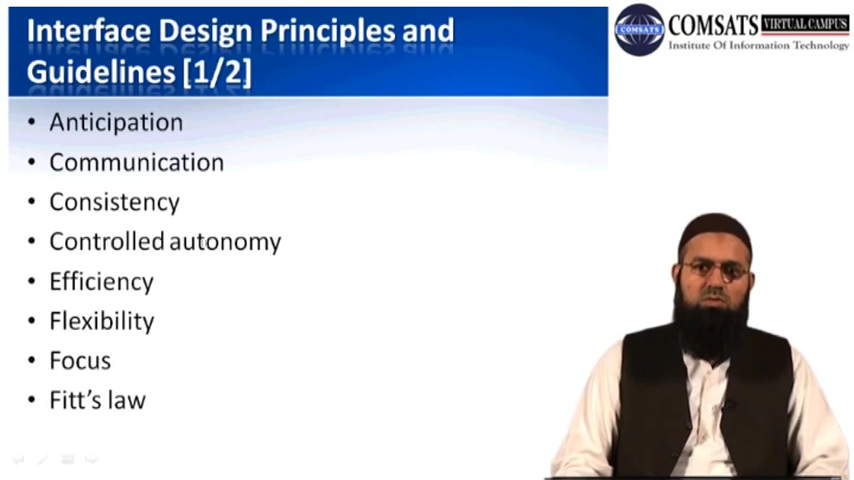 Interface Design Principles and
Guidelines [1/2]
COMSATS VIRTUAL CAMPUS
Institute Of Information Technology
COMSATS
• Anticipation
• Communication
• Consistency
• Controlled autonomy
• Efficiency
• Flexibility
• Focus
• Fitt's law